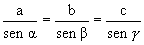 a/sen α = b/sen β = c/sen γ